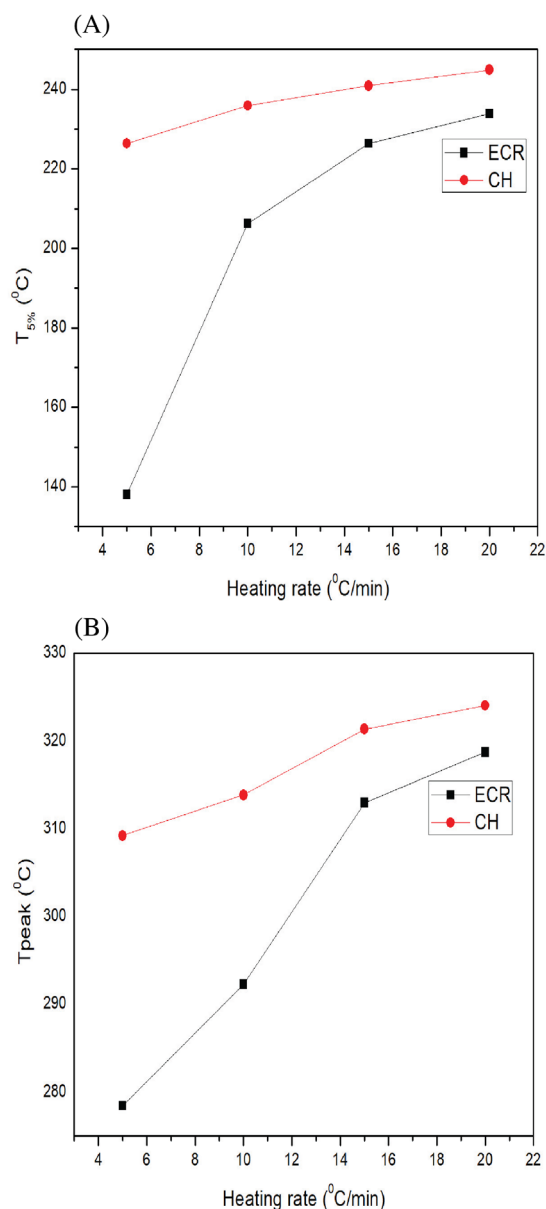 (A)
240
220
200
180
160
140
T5% (⁰C)
ECR
CH
4 6 8 10 12 14 16 18 20 22
Heating rate (⁰C/min)
(B)
330
320
310
300
290
280
Tpeak (⁰C)
ECR
CH
4 6 8 10 12 14 16 18 20 22
Heating rate (⁰C/min)